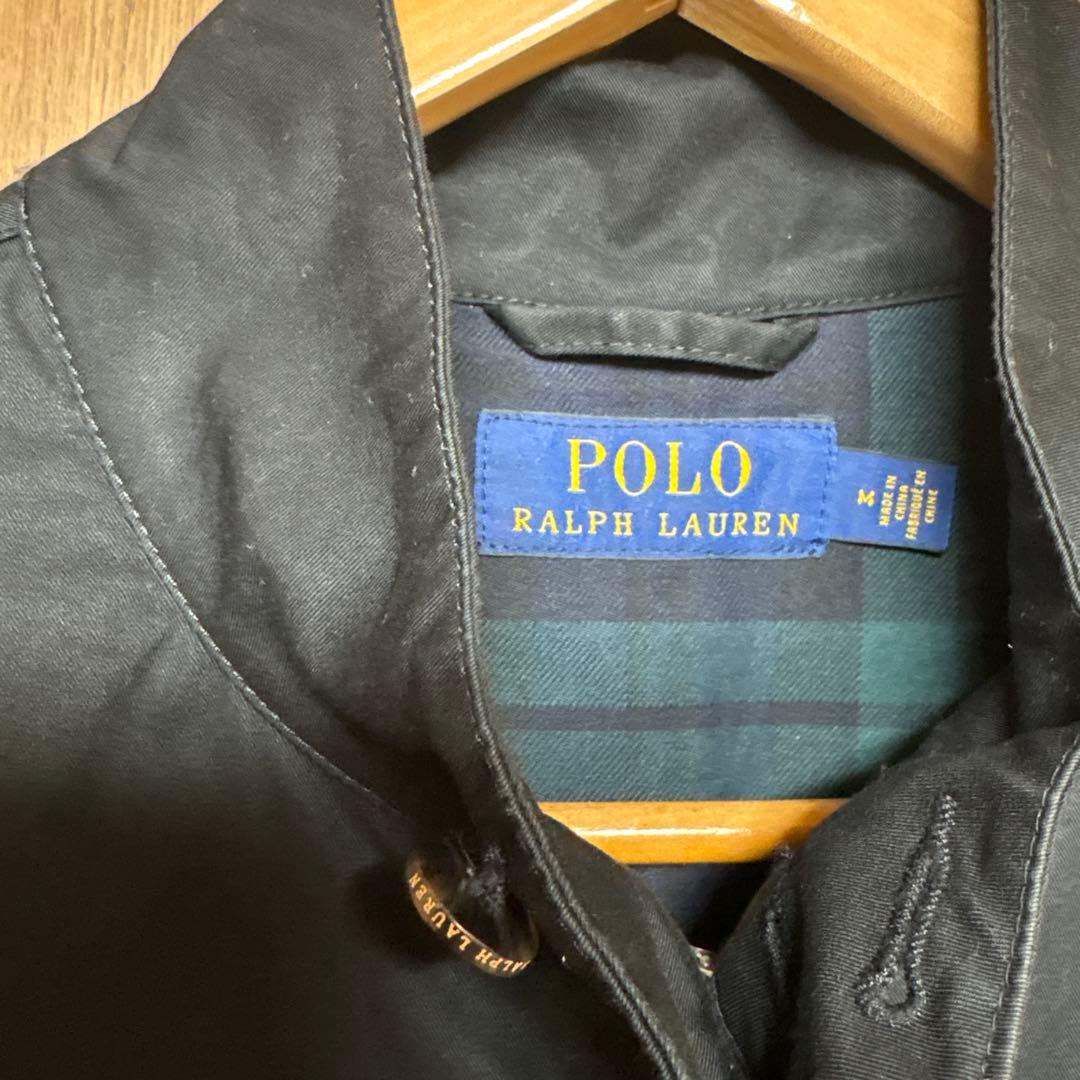 POLO
RALPH LAUREN
M
MADE IN
CHINA
FABRIQUÉ EN
CHINE
RALPH LAUREN